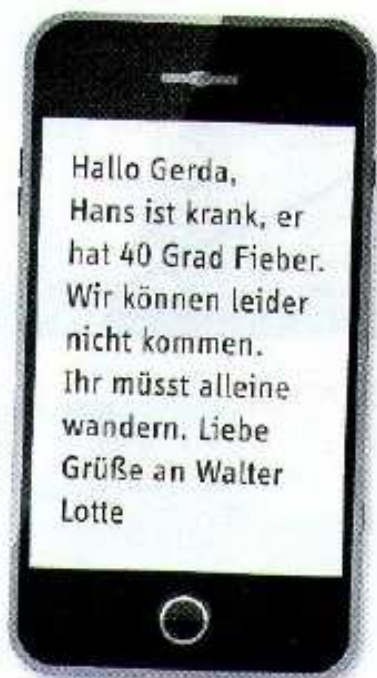 Hallo Gerda,
Hans ist krank, er
hat 40 Grad Fieber.
Wir können leider
nicht kommen.
Ihr müsst alleine
wandern. Liebe
Grüße an Walter
Lotte